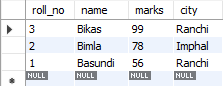 roll_no name marks city
3 Bikas 99 Ranchi
2 Bimla 78 Imphal
1 Basundi 56 Ranchi
NULL NULL NULL NULL